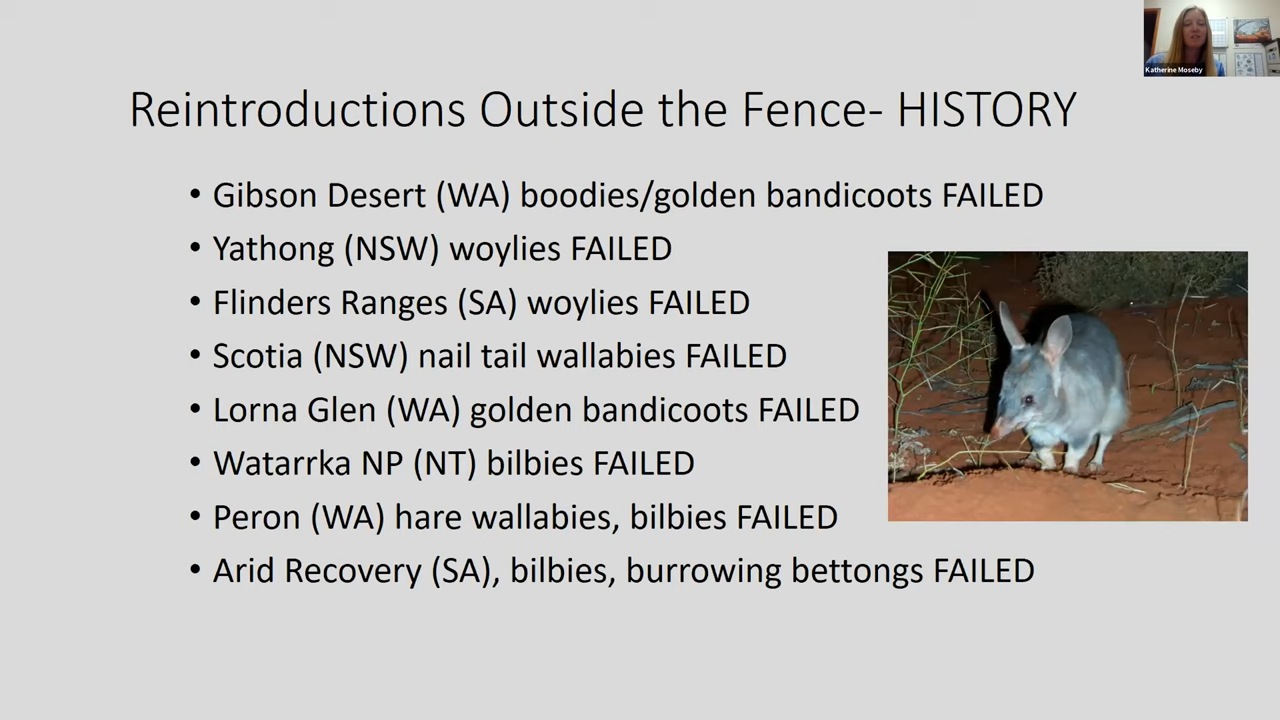 Katherine Moseby
Reintroductions Outside the Fence- HISTORY
• Gibson Desert (WA) boodies/golden bandicoots FAILED
• Yathong (NSW) woylies FAILED
• Flinders Ranges (SA) woylies FAILED
• Scotia (NSW) nail tail wallabies FAILED
• Lorna Glen (WA) golden bandicoots FAILED
• Watarrka NP (NT) bilbies FAILED
• Peron (WA) hare wallabies, bilbies FAILED
• Arid Recovery (SA), bilbies, burrowing bettongs FAILED